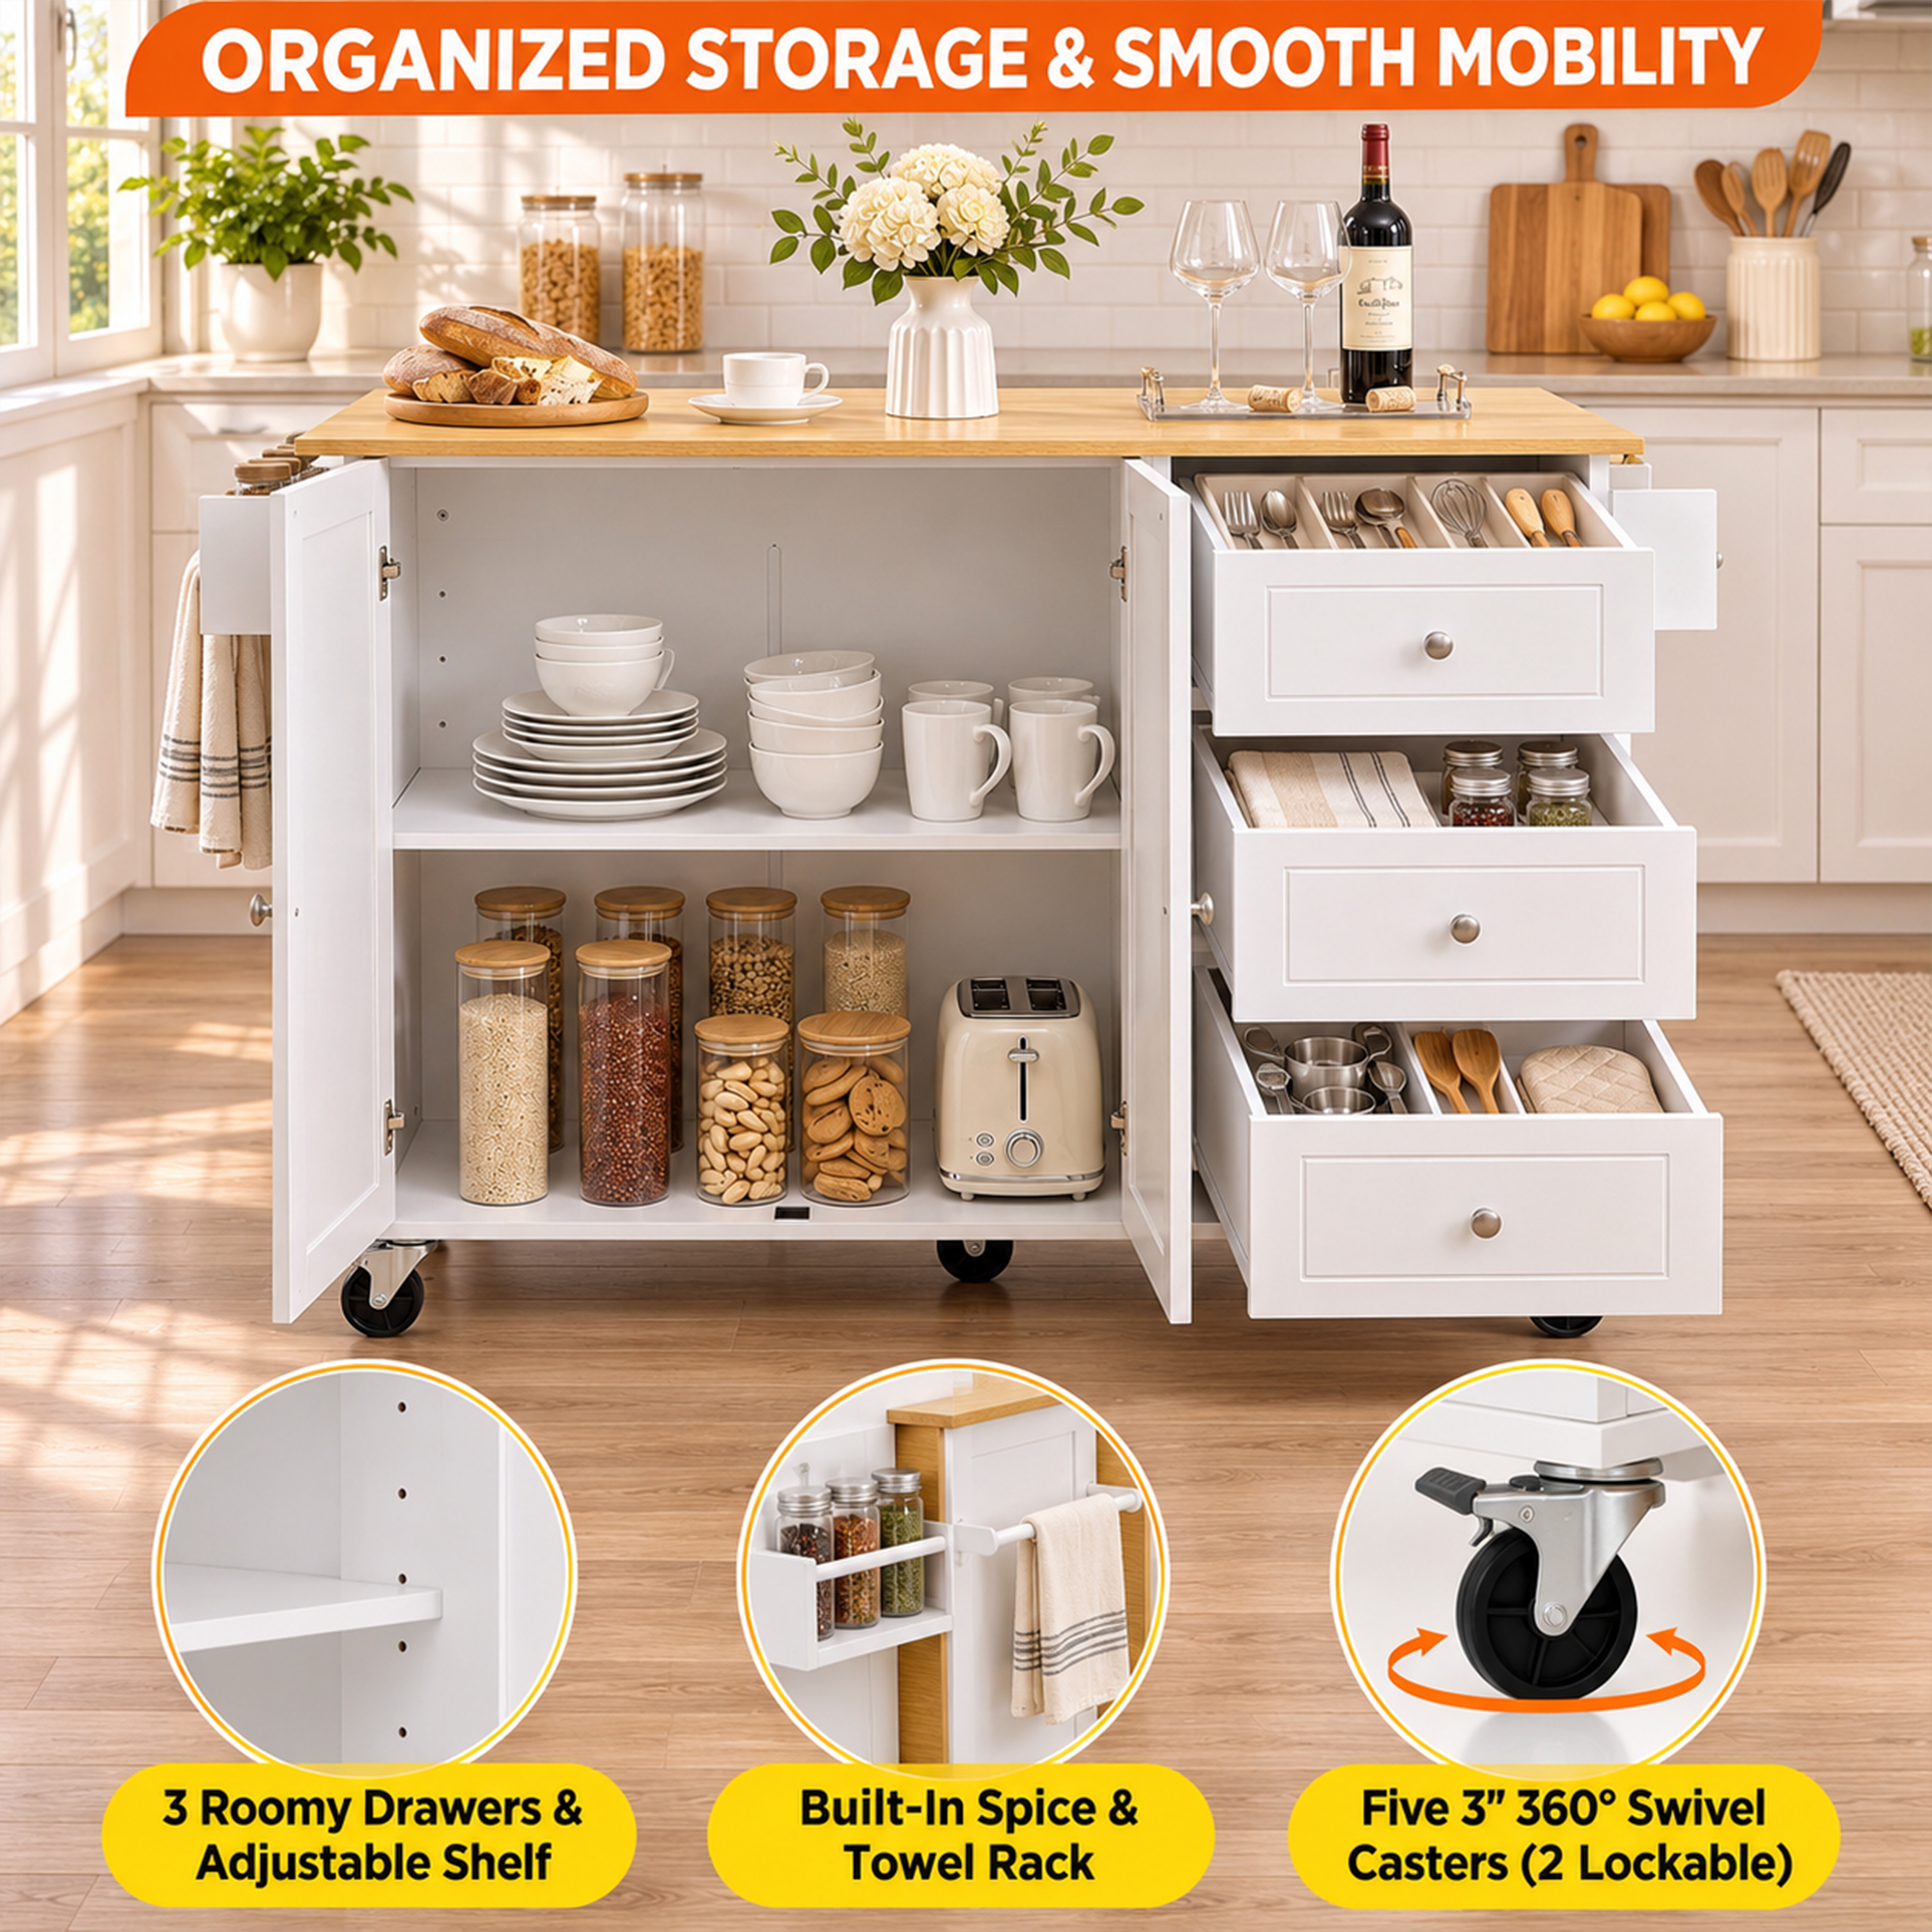 ORGANIZED STORAGE & SMOOTH MOBILITY
3 Roomy Drawers &
Adjustable Shelf
Built-In Spice &
Towel Rack
Five 3" 360° Swivel
Casters (2 Lockable)